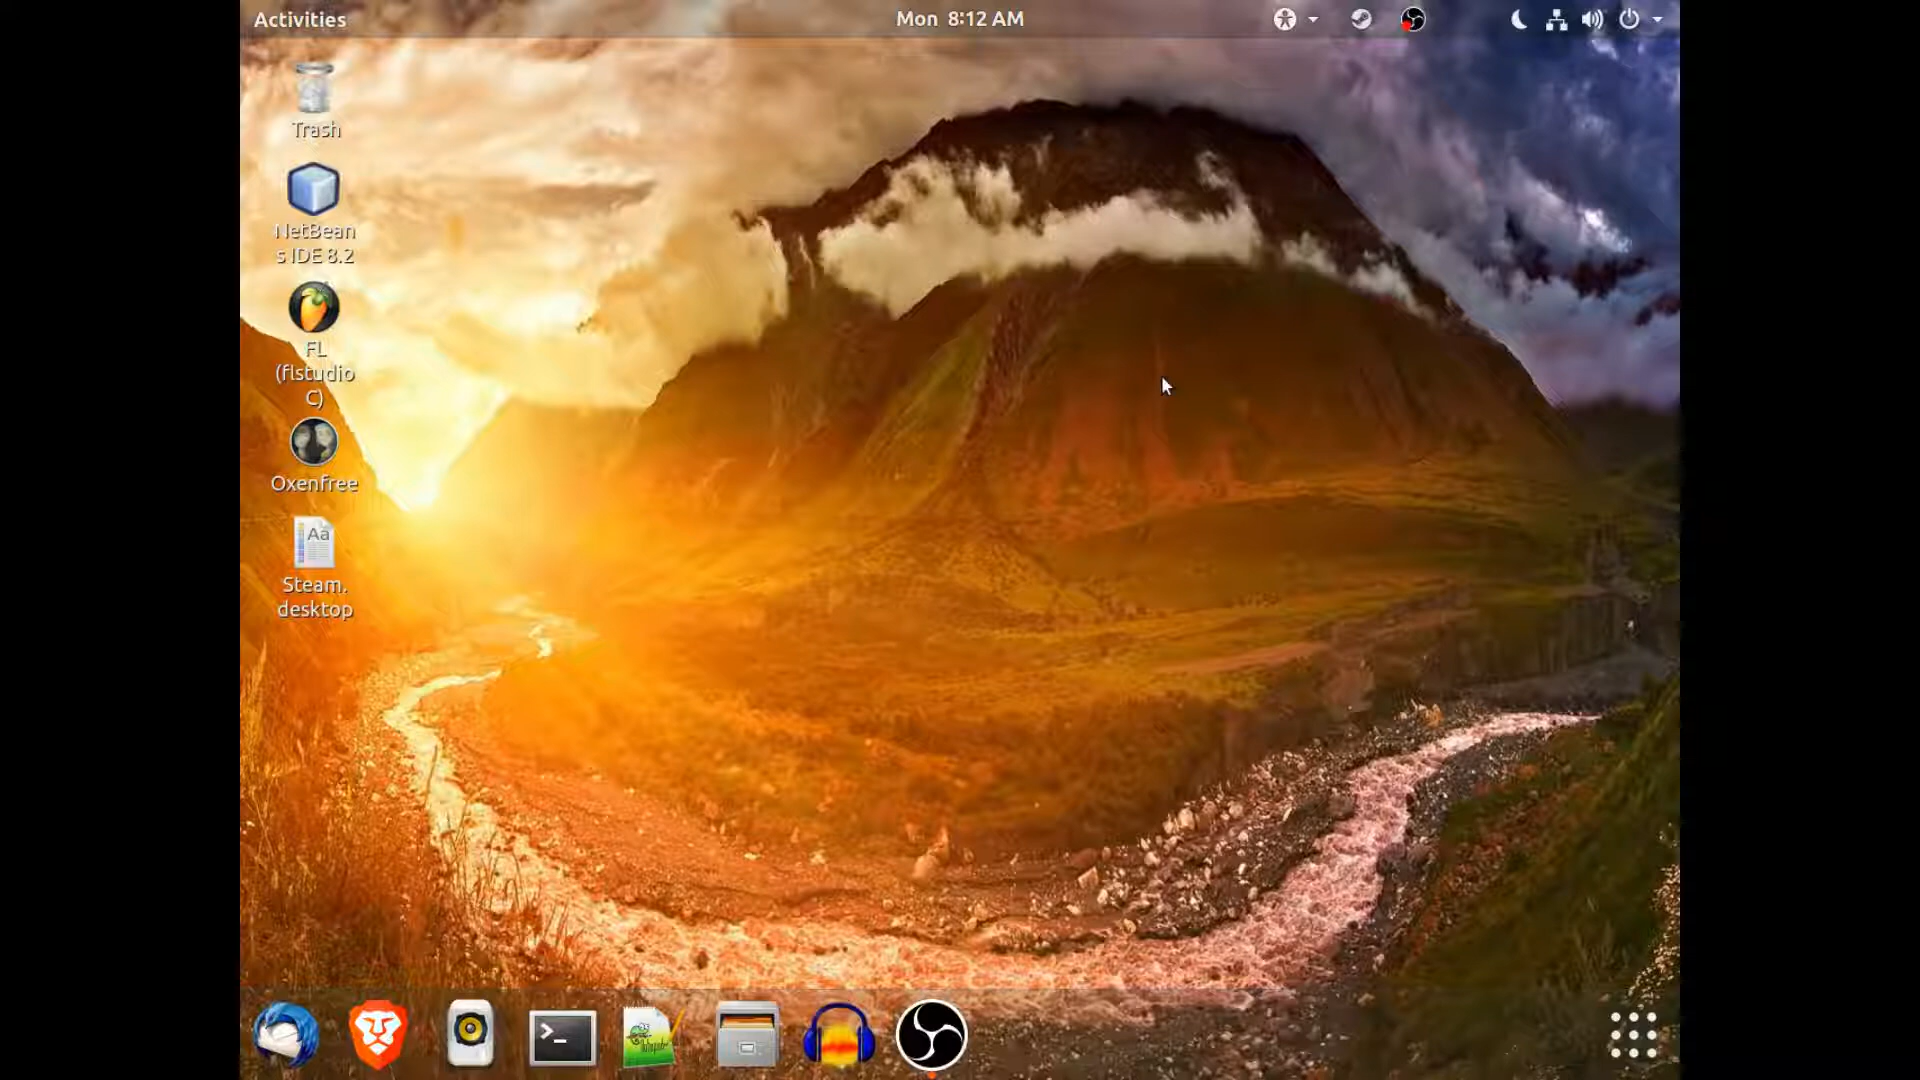 Activities
Mon 8:12 AM
Trash
NetBean
s IDE 8.2
FL
(flstudio
C)
Oxenfree
Aa
Steam.
desktop
>_